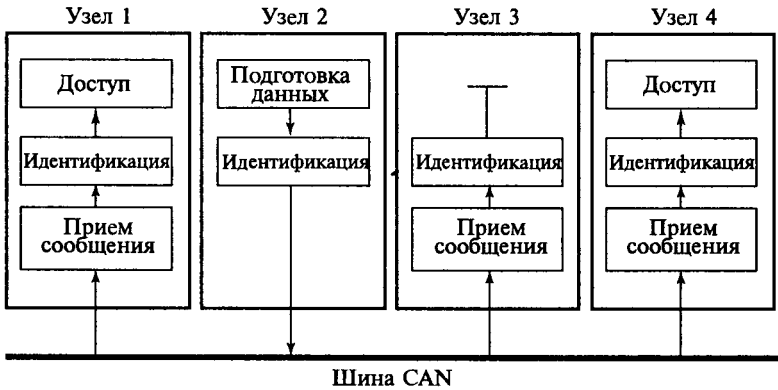 Узел 1
Узел 2
Узел 3
Узел 4
Доступ
Идентификация
Прием
сообщения
Подготовка
данных
Идентификация
Идентификация
Прием
сообщения
Доступ
Идентификация
Прием
сообщения
Шина CAN